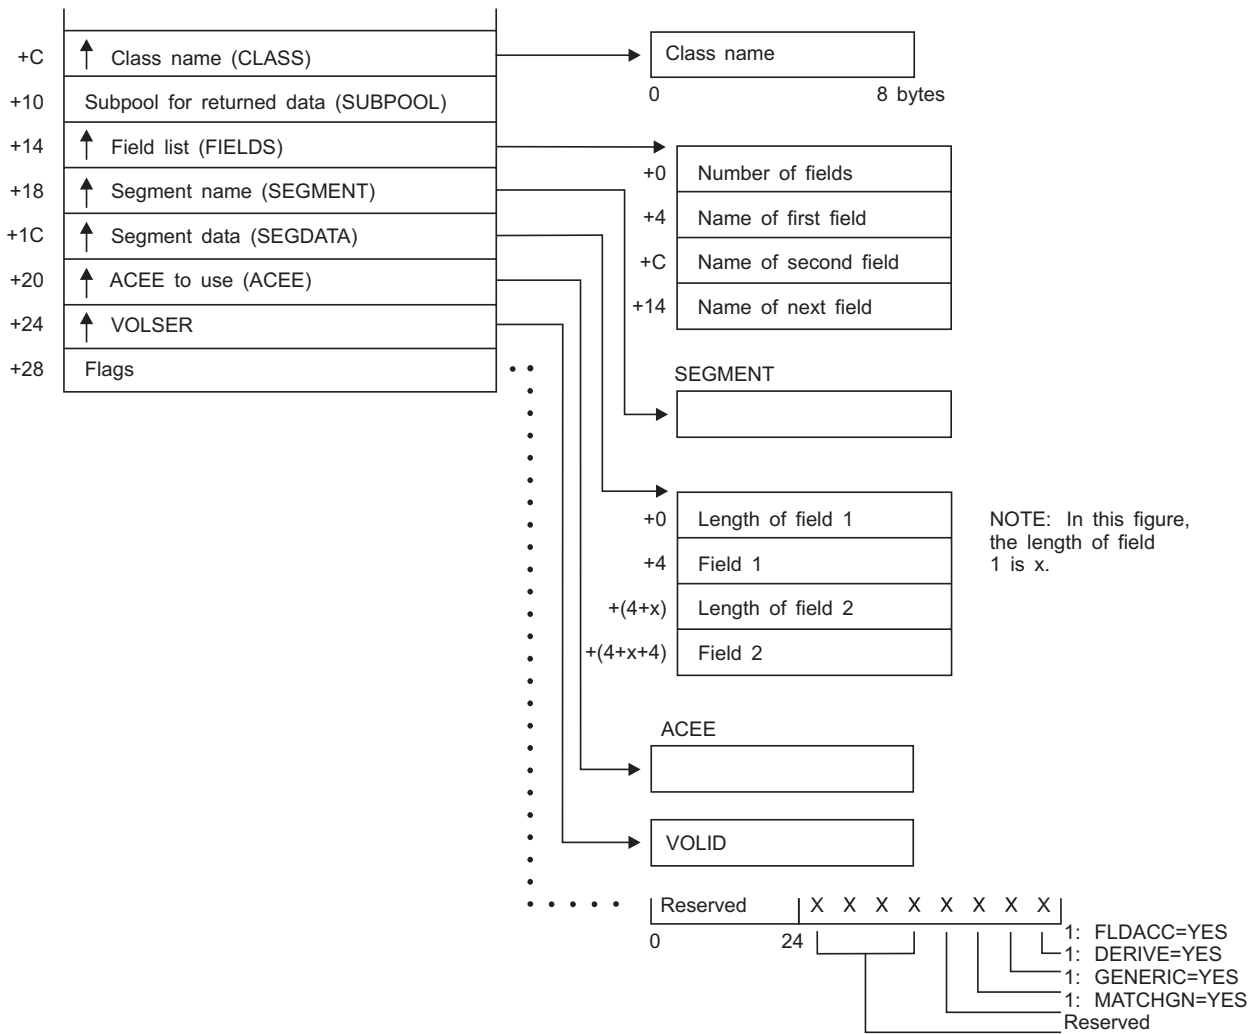 +C ↑ Class name (CLASS)
+10 Subpool for returned data (SUBPOOL)
+14 ↑ Field list (FIELDS)
+18 ↑ Segment name (SEGMENT)
+1C ↑ Segment data (SEGDATA)
+20 ↑ ACEE to use (ACEE)
+24 ↑ VOLSER
+28 Flags
Class name
0 8 bytes
+0 Number of fields
+4 Name of first field
+C Name of second field
+14 Name of next field
SEGMENT
+0 Length of field 1
+4 Field 1
+(4+x) Length of field 2
+(4+x+4) Field 2
NOTE: In this figure,
the length of field
1 is x.
ACEE
VOLID
Reserved X X X X X X X X
0 24
1: FLDACC=YES
1: DERIVE=YES
1: GENERIC=YES
1: MATCHGN=YES
Reserved